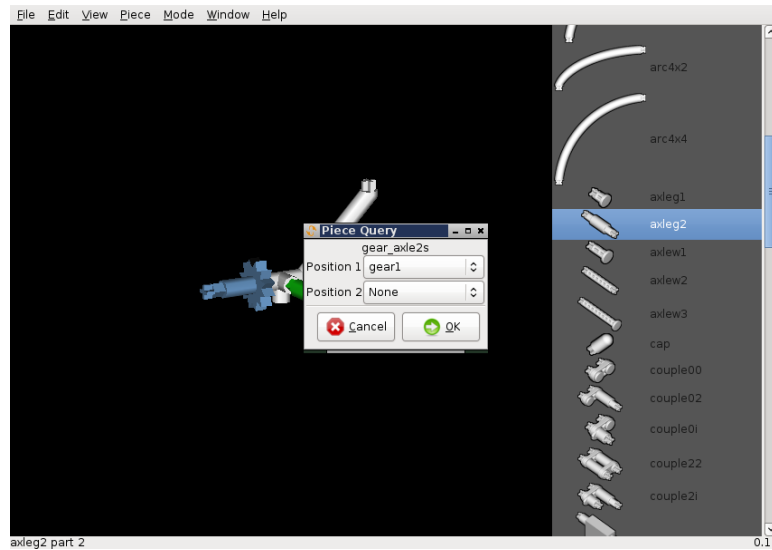 File Edit View Piece Mode Window Help
arc4x2
arc4x4
axleg1
axleg2
axlew1
axlew2
axlew3
cap
couple00
couple02
couple0i
couple22
couple2i
Piece Query
gear_axle2s
Position 1 gear1
Position 2 None
Cancel OK
axleg2 part 2 0.1